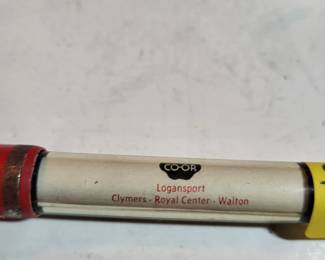 CO-OP
Logansport
Clymers - Royal Center - Walton